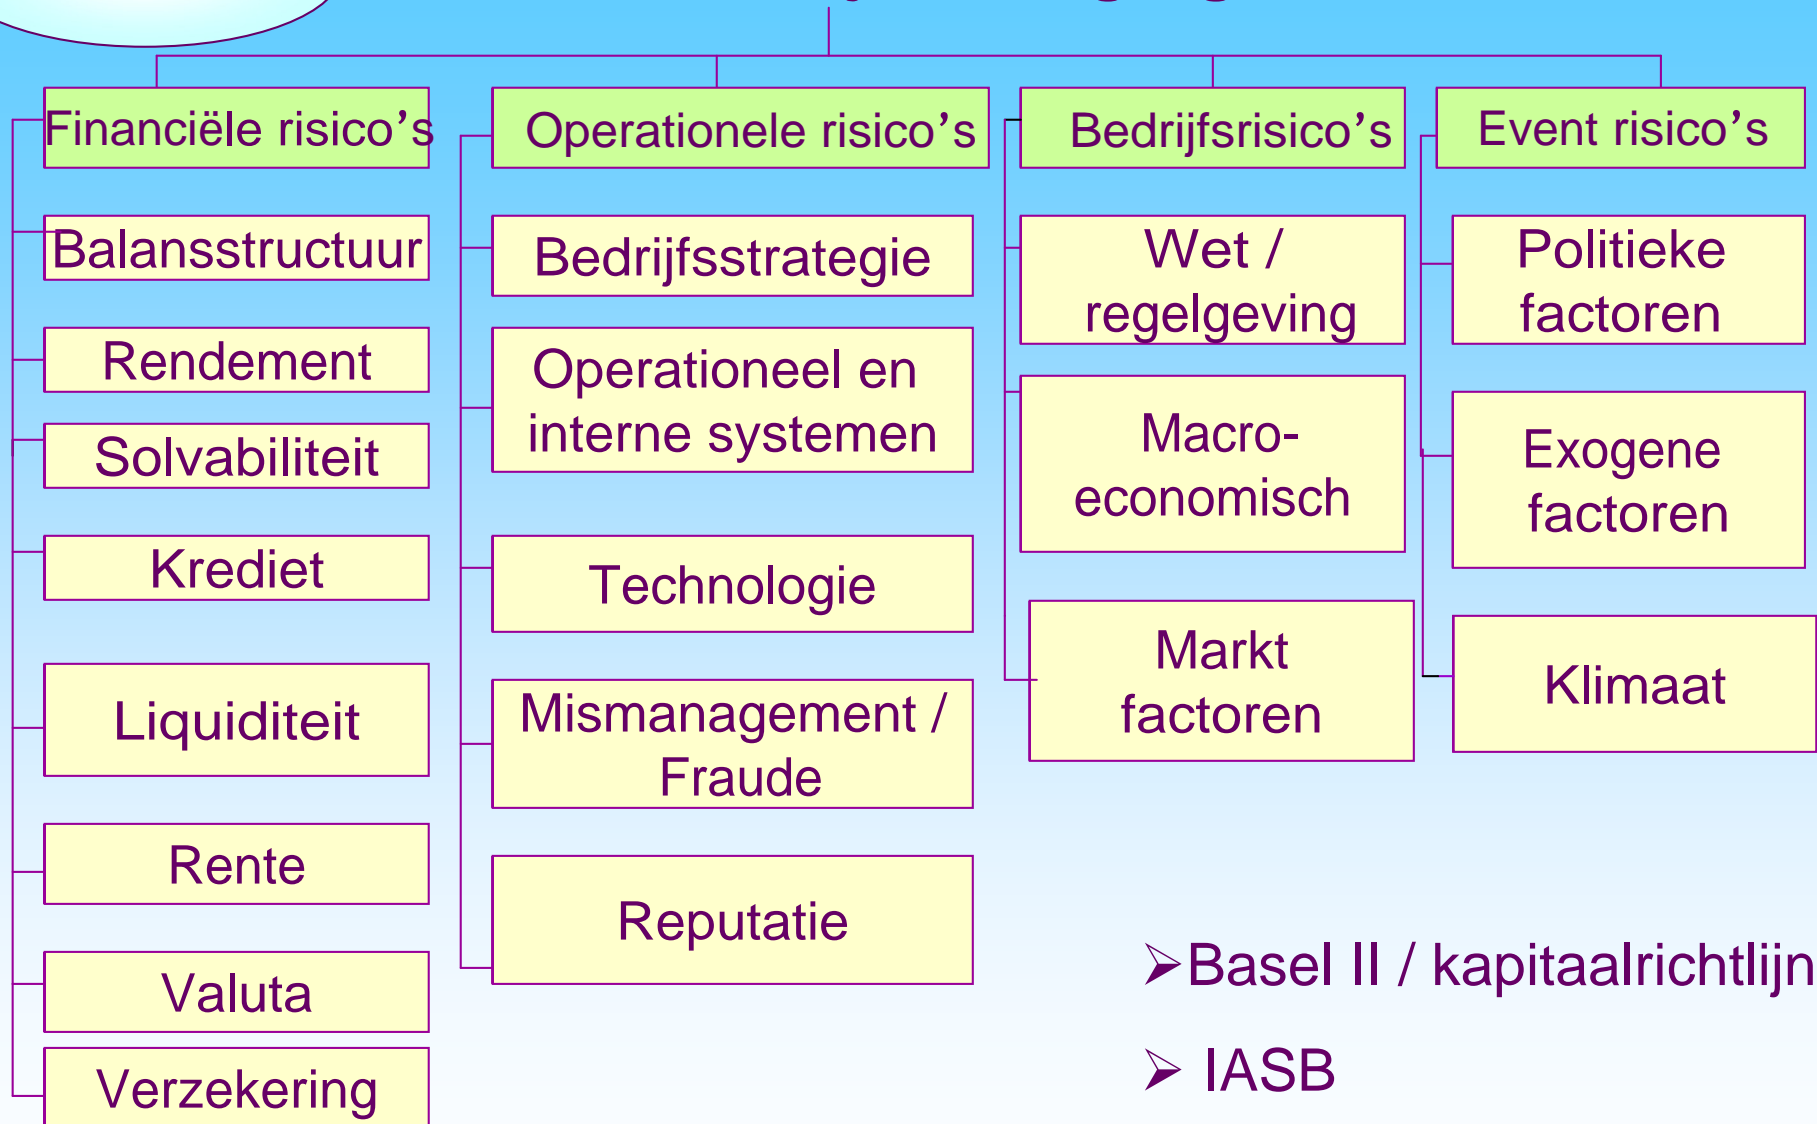 Financiële risico’s
Balansstructuur
Rendement
Solvabiliteit
Krediet
Liquiditeit
Rente
Valuta
Verzekering
Operationele risico’s
Bedrijfsstrategie
Operationeel en
interne systemen
Technologie
Mismanagement /
Fraude
Reputatie
Bedrijfsrisico’s
Wet /
regelgeving
Macro-
economisch
Markt
factoren
Event risico’s
Politieke
factoren
Exogene
factoren
Klimaat
➢Basel II / kapitaalrichtlijn
➢ IASB